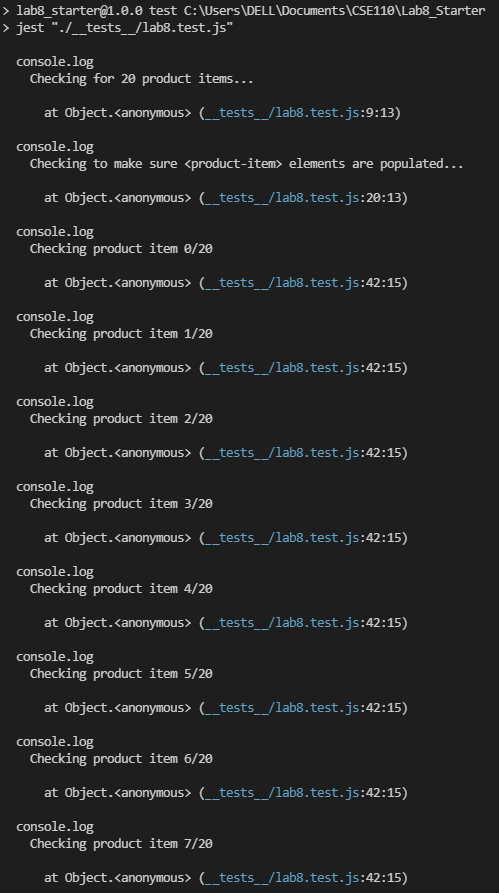 > lab8_starter@1.0.0 test C:\Users\DELL\Documents\CSE110\Lab8_Starter
> jest "./__tests__/lab8.test.js"
console.log
Checking for 20 product items...
at Object.<anonymous> (__tests__/lab8.test.js:9:13)
console.log
Checking to make sure <product-item> elements are populated...
at Object.<anonymous> (__tests__/lab8.test.js:20:13)
console.log
Checking product item 0/20
at Object.<anonymous> (__tests__/lab8.test.js:42:15)
console.log
Checking product item 1/20
at Object.<anonymous> (__tests__/lab8.test.js:42:15)
console.log
Checking product item 2/20
at Object.<anonymous> (__tests__/lab8.test.js:42:15)
console.log
Checking product item 3/20
at Object.<anonymous> (__tests__/lab8.test.js:42:15)
console.log
Checking product item 4/20
at Object.<anonymous> (__tests__/lab8.test.js:42:15)
console.log
Checking product item 5/20
at Object.<anonymous> (__tests__/lab8.test.js:42:15)
console.log
Checking product item 6/20
at Object.<anonymous> (__tests__/lab8.test.js:42:15)
console.log
Checking product item 7/20
at Object.<anonymous> (__tests__/lab8.test.js:42:15)